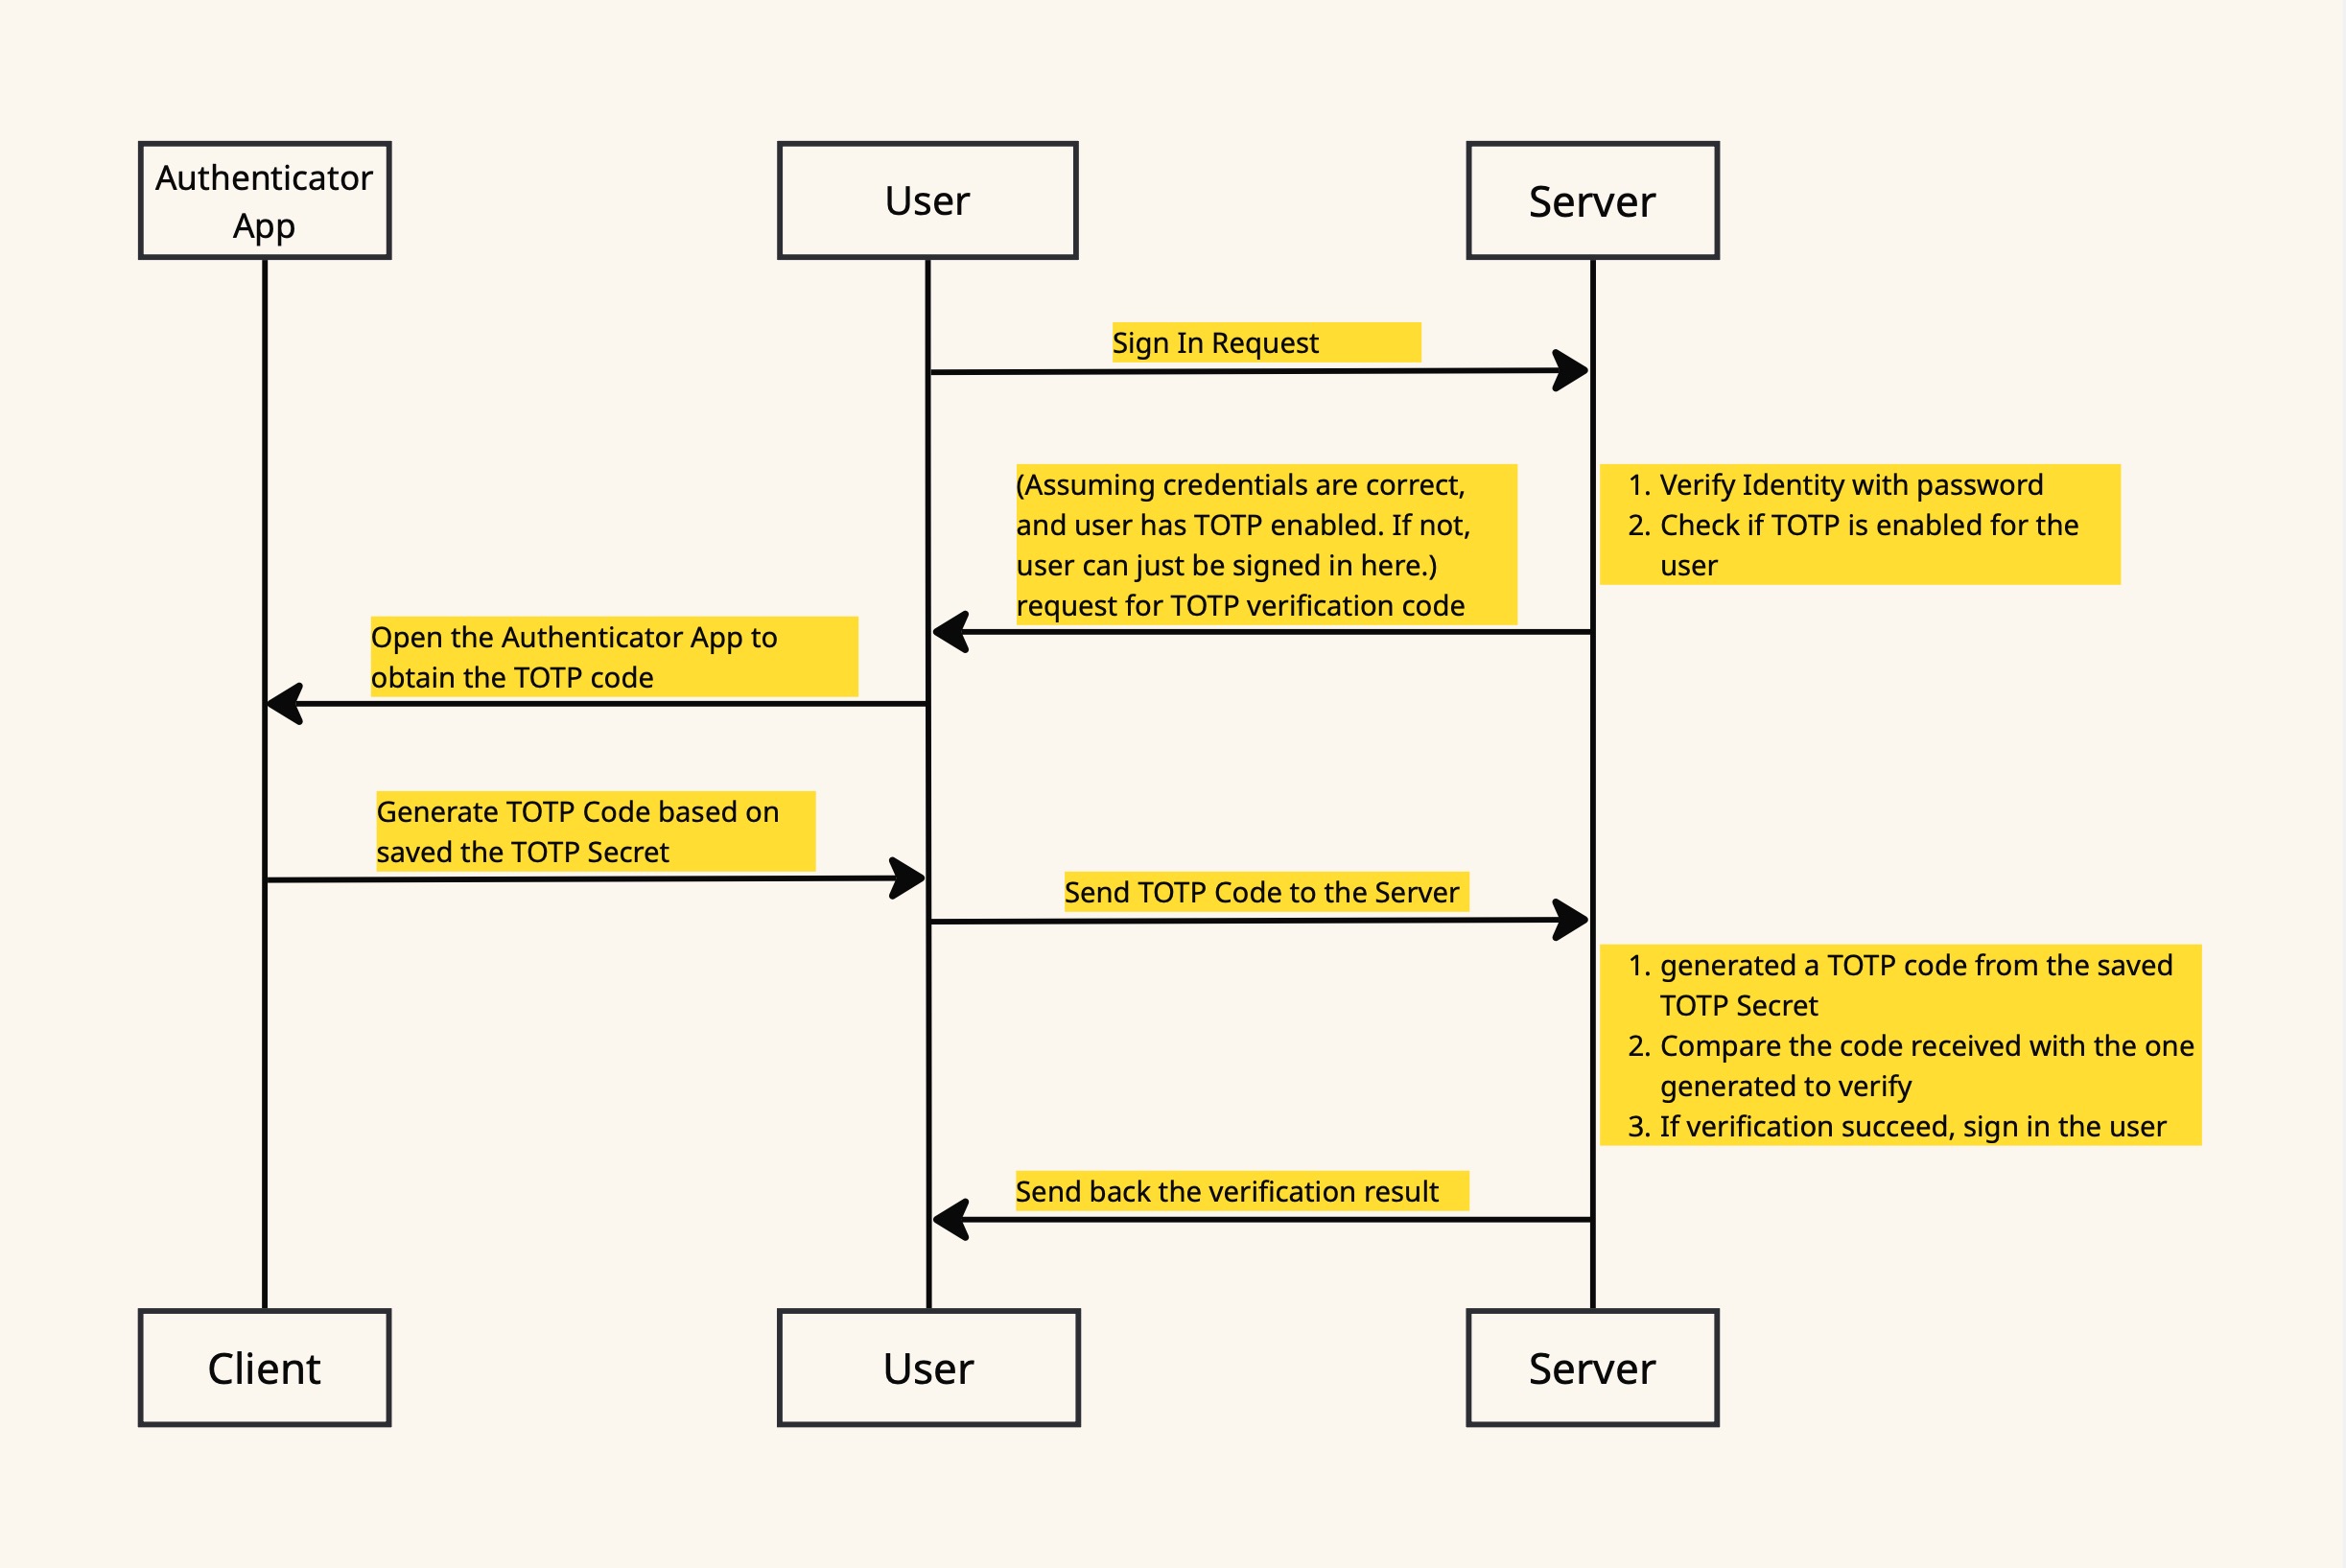 Authenticator
App
User
Server
Sign In Request
(Assuming credentials are correct,
and user has TOTP enabled. If not,
user can just be signed in here.)
request for TOTP verification code
1. Verify Identity with password
2. Check if TOTP is enabled for the
user
Open the Authenticator App to
obtain the TOTP code
Generate TOTP Code based on
saved the TOTP Secret
Send TOTP Code to the Server
1. generated a TOTP code from the saved
TOTP Secret
2. Compare the code received with the one
generated to verify
3. If verification succeed, sign in the user
Send back the verification result
Client
User
Server